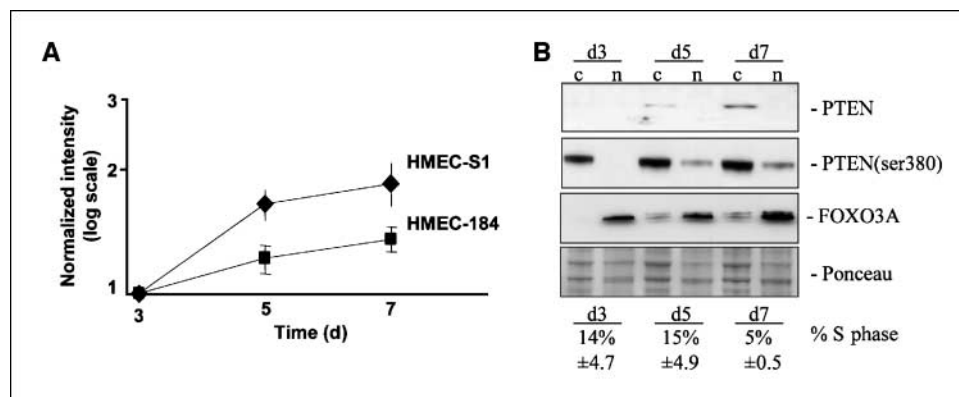 A
Normalized intensity
(log scale)
3
2
1
HMEC-S1
HMEC-184
3 5 7
Time (d)
B
d3 d5 d7
c n c n c n
- PTEN
- PTEN(ser380)
- FOXO3A
- Ponceau
d3 d5 d7
14% 15% 5% % S phase
±4.7 ±4.9 ±0.5